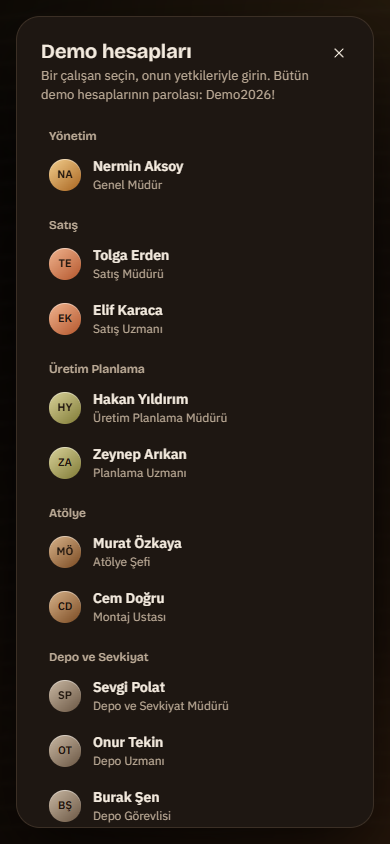 Demo hesapları
Bir çalışan seçin, onun yetkileriyle girin. Bütün
demo hesaplarının parolası: Demo2026!
Yönetim
NA
Nermin Aksoy
Genel Müdür
Satış
TE
Tolga Erden
Satış Müdürü
EK
Elif Karaca
Satış Uzmanı
Üretim Planlama
HY
Hakan Yıldırım
Üretim Planlama Müdürü
ZA
Zeynep Arıkan
Planlama Uzmanı
Atölye
MÖ
Murat Özkaya
Atölye Şefi
CD
Cem Doğru
Montaj Ustası
Depo ve Sevkiyat
SP
Sevgi Polat
Depo ve Sevkiyat Müdürü
OT
Onur Tekin
Depo Uzmanı
BŞ
Burak Şen
Depo Görevlisi